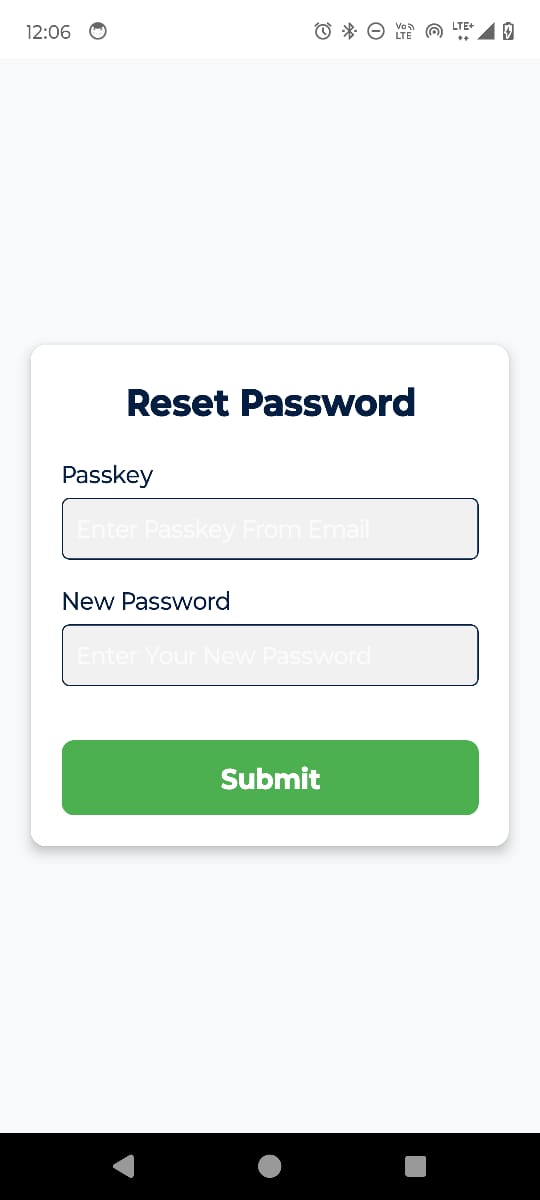 12:06
Vo LTE
LTE+
Reset Password
Passkey
Enter Passkey From Email
New Password
Enter Your New Password
Submit